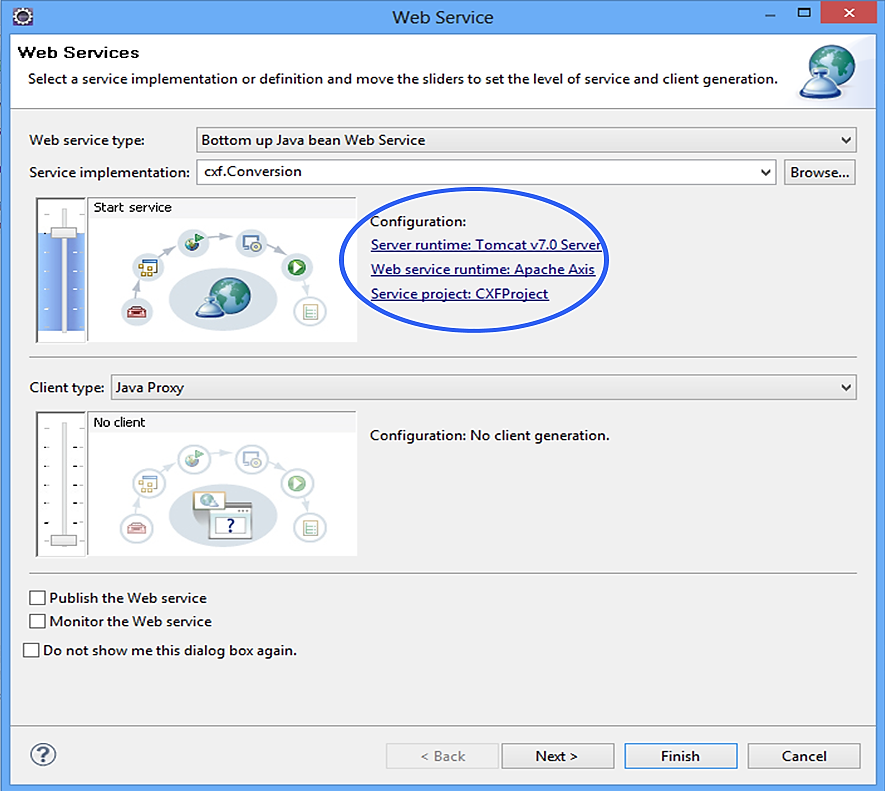 Web Service
Web Services
Select a service implementation or definition and move the sliders to set the level of service and client generation.
Web service type: Bottom up Java bean Web Service
Service implementation: cxf.Conversion Browse...
Start service
Configuration:
Server runtime: Tomcat v7.0 Server
Web service runtime: Apache Axis
Service project: CXFProject
Client type: Java Proxy
No client
Configuration: No client generation.
?
Publish the Web service
Monitor the Web service
Do not show me this dialog box again.
? < Back Next > Finish Cancel